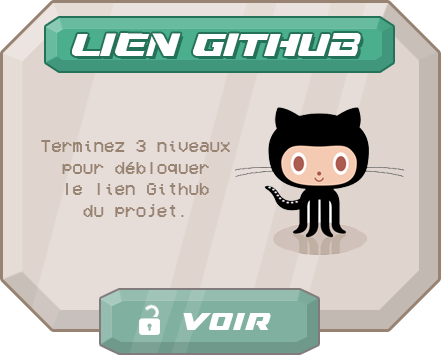 LIEN GITHUB
Terminez 3 niveaux
pour débloquer
le lien Github
du projet.
VOIR